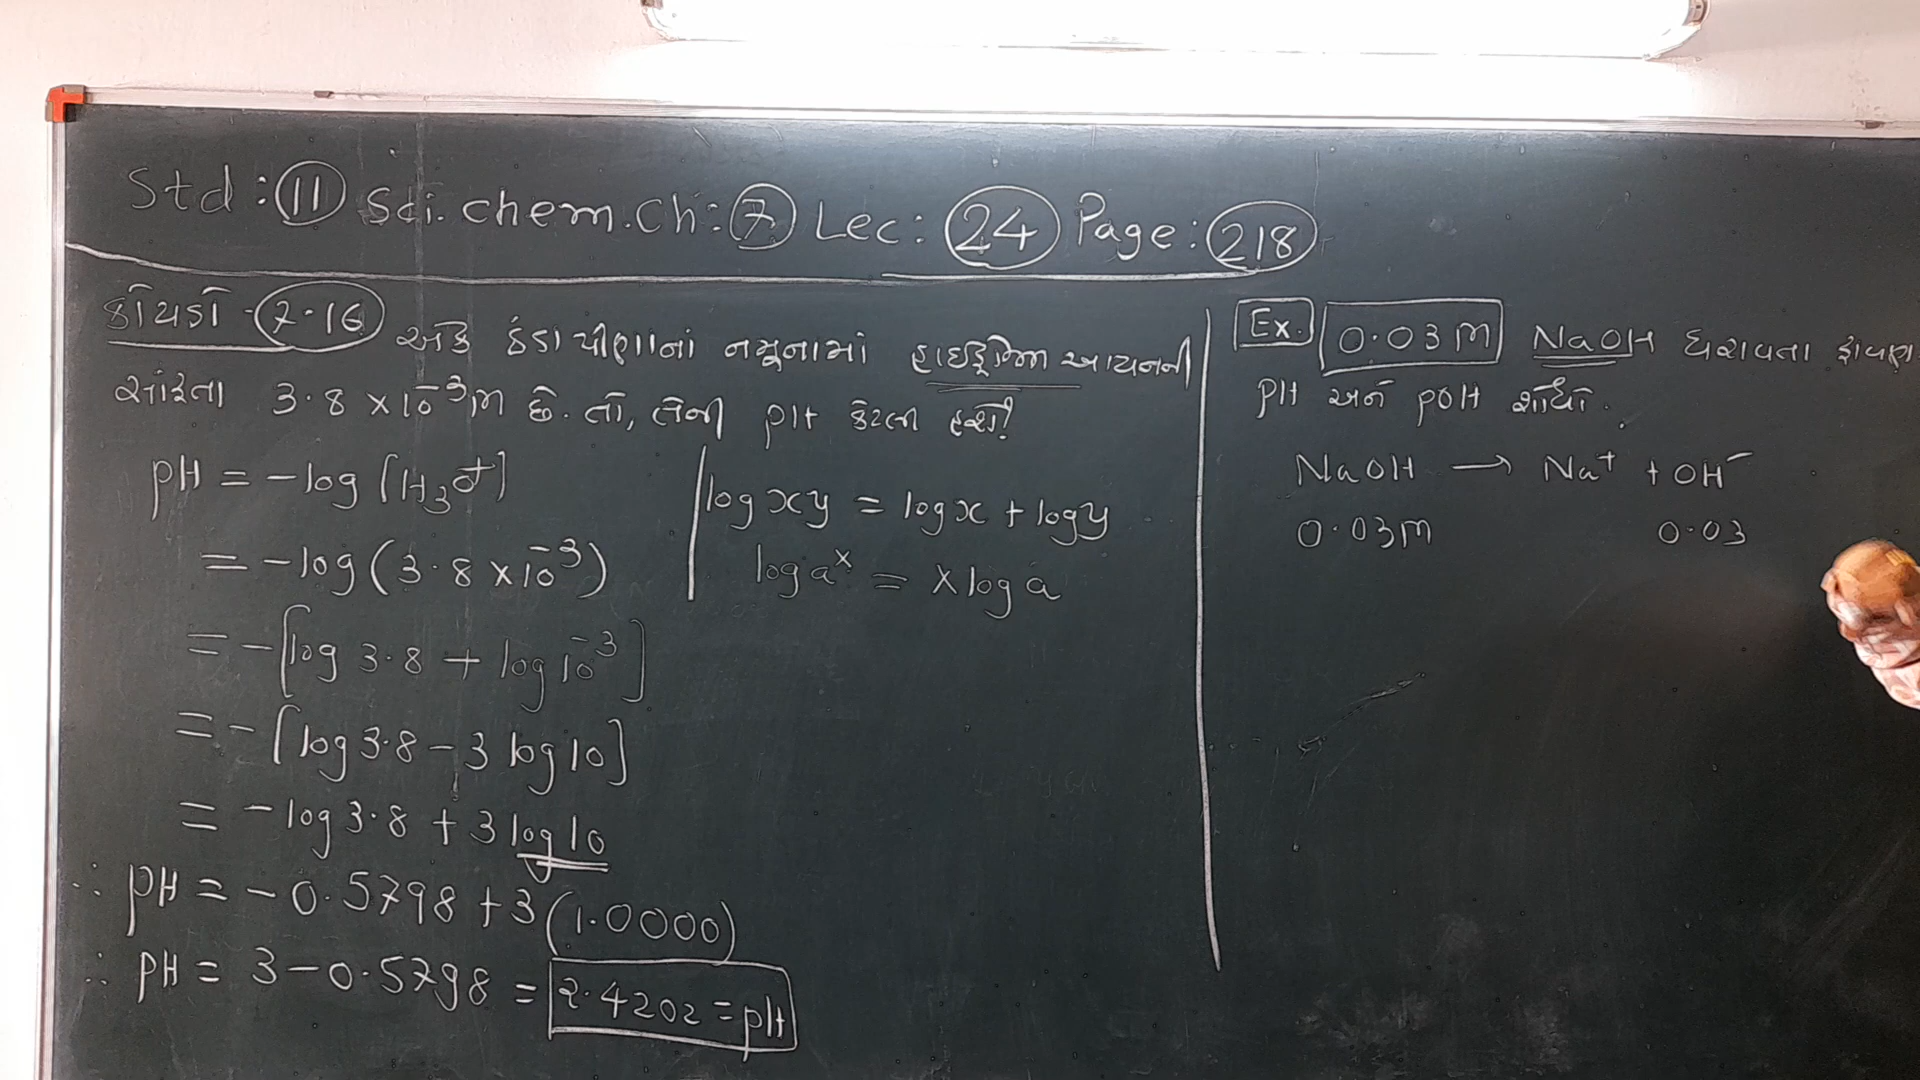 Std : 11 Sci. chem. Ch : 7 Lec : 24 Page : 218
કોયડો - 7.16 એક ઠંડા પીણાનાં નમૂનામાં હાઇડ્રોજન આયનની
સાંદ્રતા 3.8 × 10⁻³ M છે. તો, તેની pH કેટલી હશે?
pH = - log [H₃O⁺]
= - log (3.8 × 10⁻³)
= - [log 3.8 + log 10⁻³]
= - [log 3.8 - 3 log 10]
= - log 3.8 + 3 log 10
∴ pH = - 0.5798 + 3 (1.0000)
∴ pH = 3 - 0.5798 = 2.4202 = pH
log xy = log x + log y
log aˣ = x log a
Ex. 0.03 M NaOH ધરાવતા દ્રાવણ
pH અને pOH શોધો.
NaOH → Na⁺ + OH⁻
0.03 M 0.03